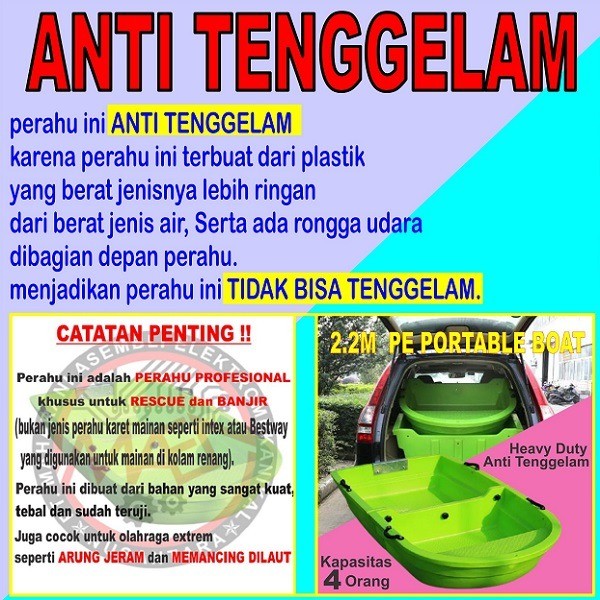 ANTI TENGGELAM
perahu ini ANTI TENGGELAM
karena perahu ini terbuat dari plastik
yang berat jenisnya lebih ringan
dari berat jenis air, Serta ada rongga udara
dibagian depan perahu.
menjadikan perahu ini TIDAK BISA TENGGELAM.
CATATAN PENTING !!
Perahu ini adalah PERAHU PROFESIONAL
khusus untuk RESCUE dan BANJIR
(bukan jenis perahu karet mainan seperti intex atau Bestway
yang digunakan untuk mainan di kolam renang).
Perahu ini dibuat dari bahan yang sangat kuat,
tebal dan sudah teruji.
Juga cocok untuk olahraga extrem
seperti ARUNG JERAM dan MEMANCING DILAUT
2.2M PE PORTABLE BOAT
Heavy Duty
Anti Tenggelam
Kapasitas
4 Orang